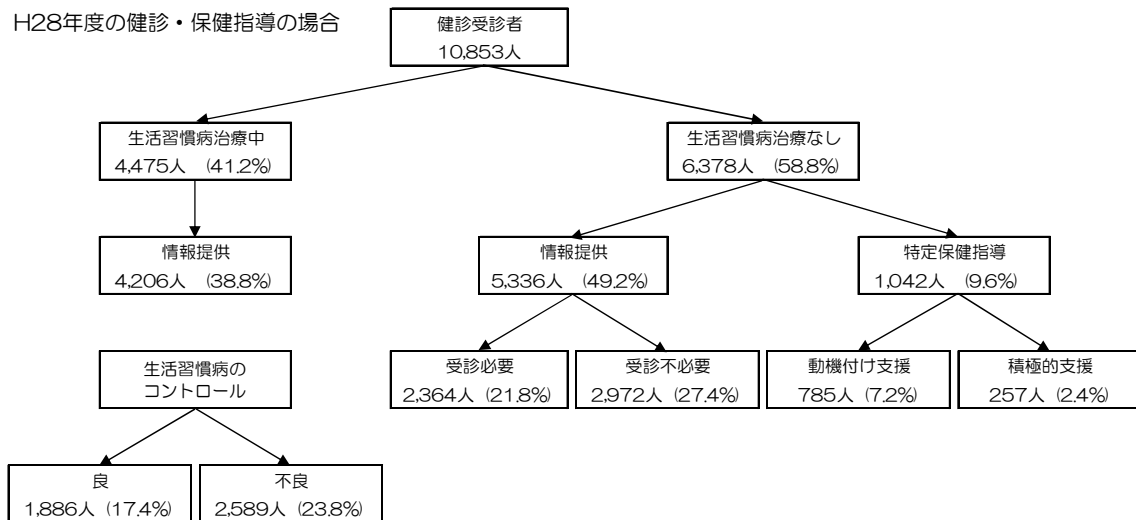 H28年度の健診・保健指導の場合
健診受診者
10,853人
生活習慣病治療中
4,475人 (41.2%)
生活習慣病治療なし
6,378人 (58.8%)
情報提供
4,206人 (38.8%)
情報提供
5,336人 (49.2%)
特定保健指導
1,042人 (9.6%)
生活習慣病の
コントロール
受診必要
2,364人 (21.8%)
受診不必要
2,972人 (27.4%)
動機付け支援
785人 (7.2%)
積極的支援
257人 (2.4%)
良
1,886人 (17.4%)
不良
2,589人 (23.8%)